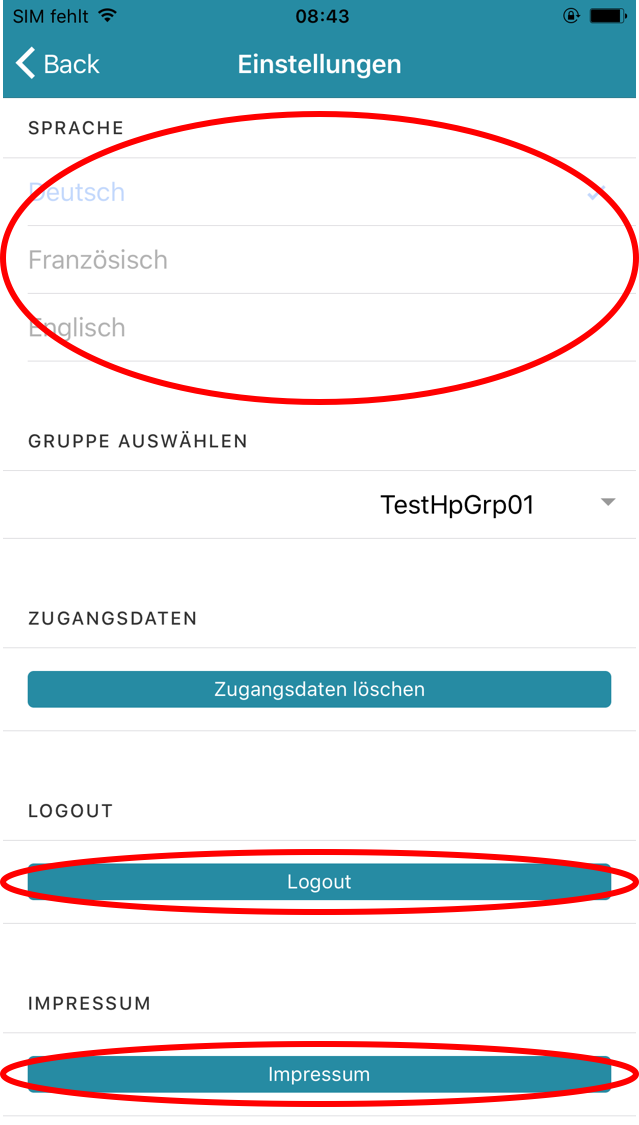 SIM fehlt 08:43
Back Einstellungen
SPRACHE
Deutsch
Französisch
Englisch
GRUPPE AUSWÄHLEN
TestHpGrp01
ZUGANGSDATEN
Zugangsdaten löschen
LOGOUT
Logout
IMPRESSUM
Impressum